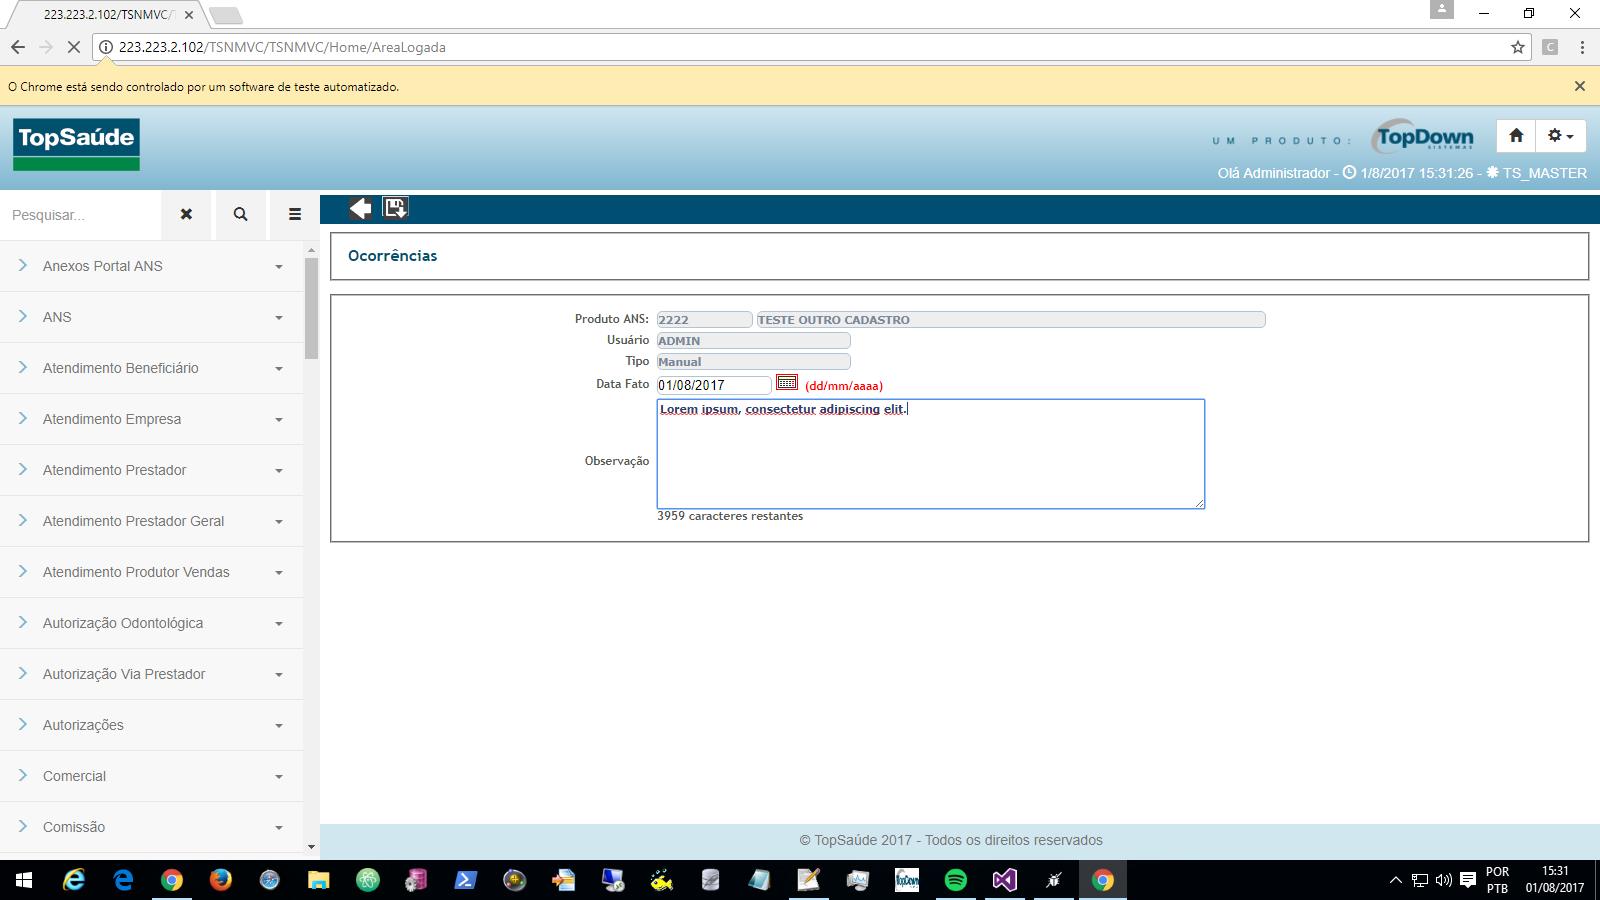 223.223.2.102/TSNMVC/T
223.223.2.102/TSNMVC/TSNMVC/Home/AreaLogada
C
O Chrome está sendo controlado por um software de teste automatizado.
TopSaúde
UM PRODUTO:
TopDown
SISTEMAS
Olá Administrador - 1/8/2017 15:31:26 - TS_MASTER
Pesquisar...
Anexos Portal ANS
ANS
Atendimento Beneficiário
Atendimento Empresa
Atendimento Prestador
Atendimento Prestador Geral
Atendimento Produtor Vendas
Autorização Odontológica
Autorização Via Prestador
Autorizações
Comercial
Comissão
Ocorrências
Produto ANS: 2222 TESTE OUTRO CADASTRO
Usuário ADMIN
Tipo Manual
Data Fato 01/08/2017 (dd/mm/aaaa)
Observação Lorem ipsum, consectetur adipiscing elit.
3959 caracteres restantes
© TopSaúde 2017 - Todos os direitos reservados
TopDown
POR
PTB
15:31
01/08/2017